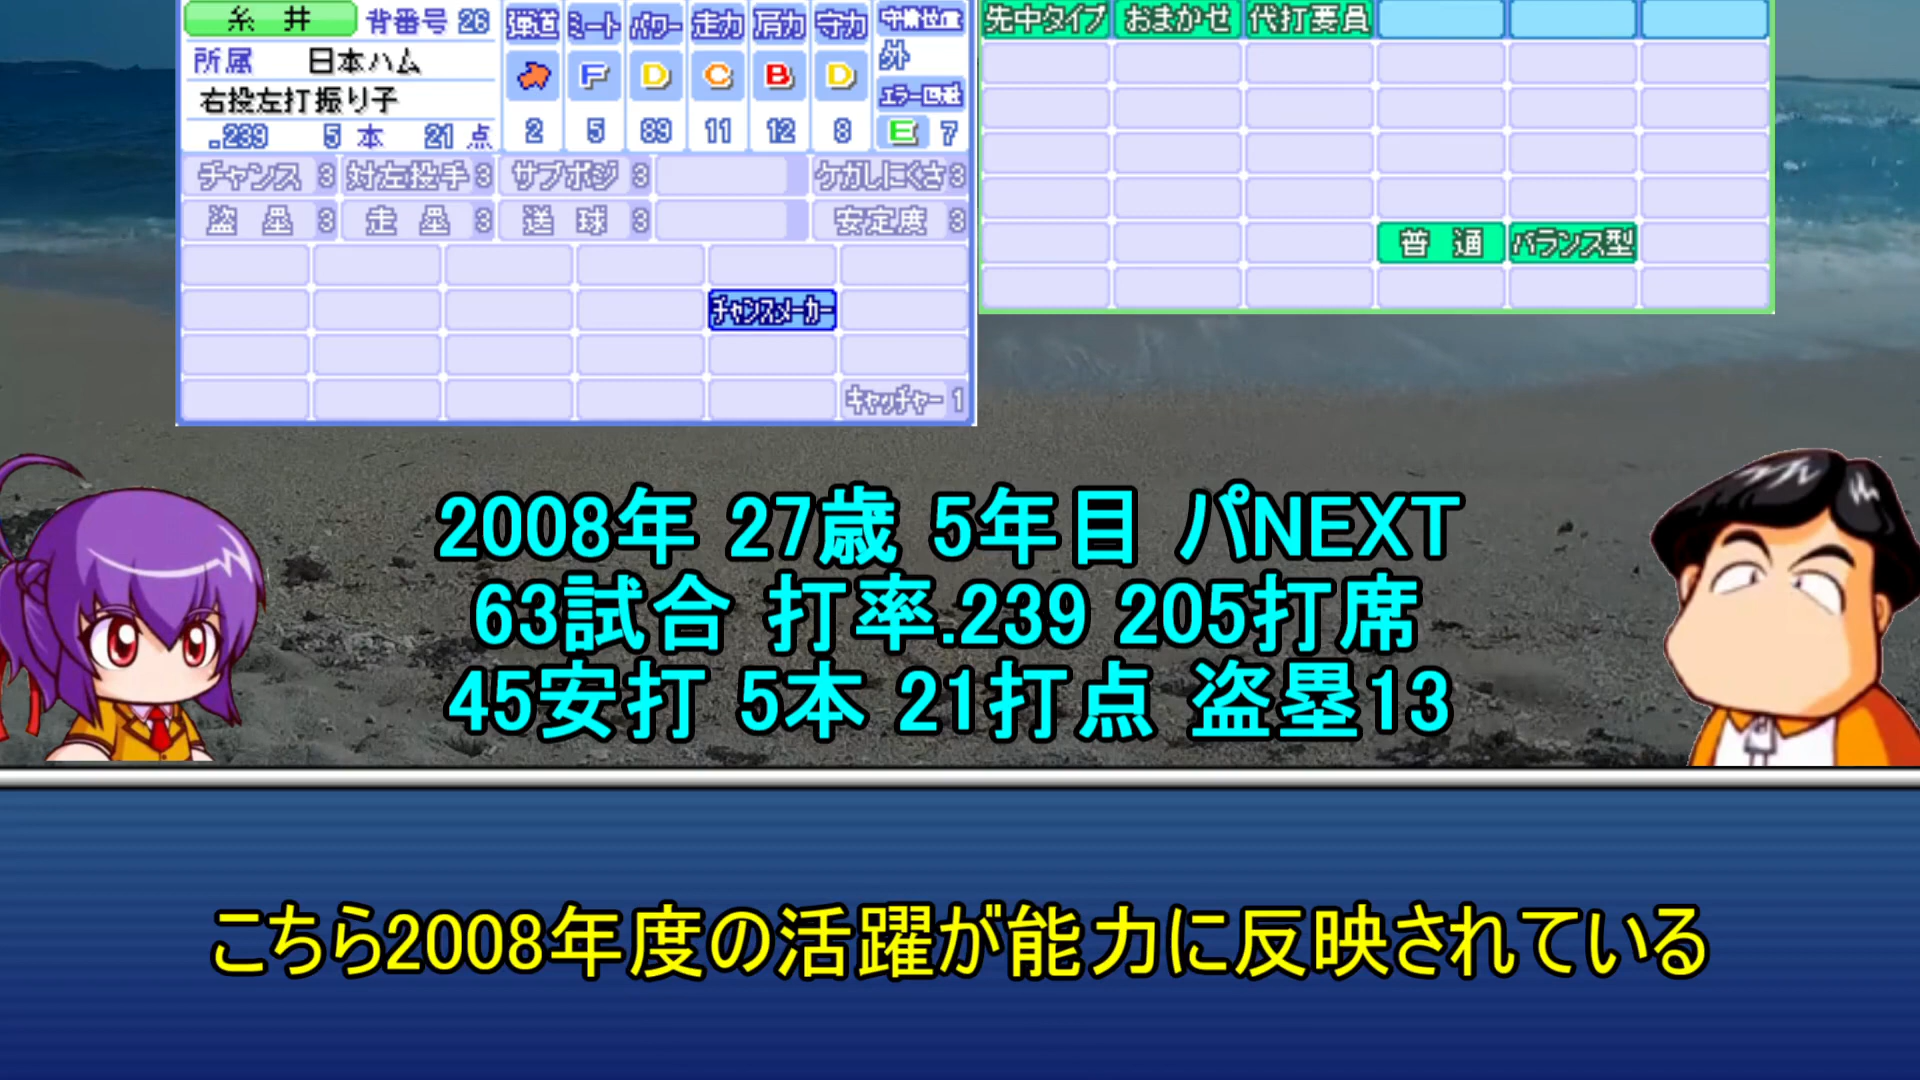 糸井 背番号 26
所属 日本ハム
右投左打振り子
.239 5本 21点
弾道 ミート パワー 走力 肩力 守力 守備位置
外
エラー回避
F D C B D
2 5 89 11 12 8 E 7
チャンス 3 対左投手 3 サブポジ 3 ケガしにくさ 3
盗塁 3 走塁 3 送球 3 安定度 3
チャンスメーカー
キャッチャー 1
先中タイプ おまかせ 代打要員
普通 バランス型
2008年 27歳 5年目 パNEXT
63試合 打率.239 205打席
45安打 5本 21打点 盗塁13
こちら2008年度の活躍が能力に反映されている